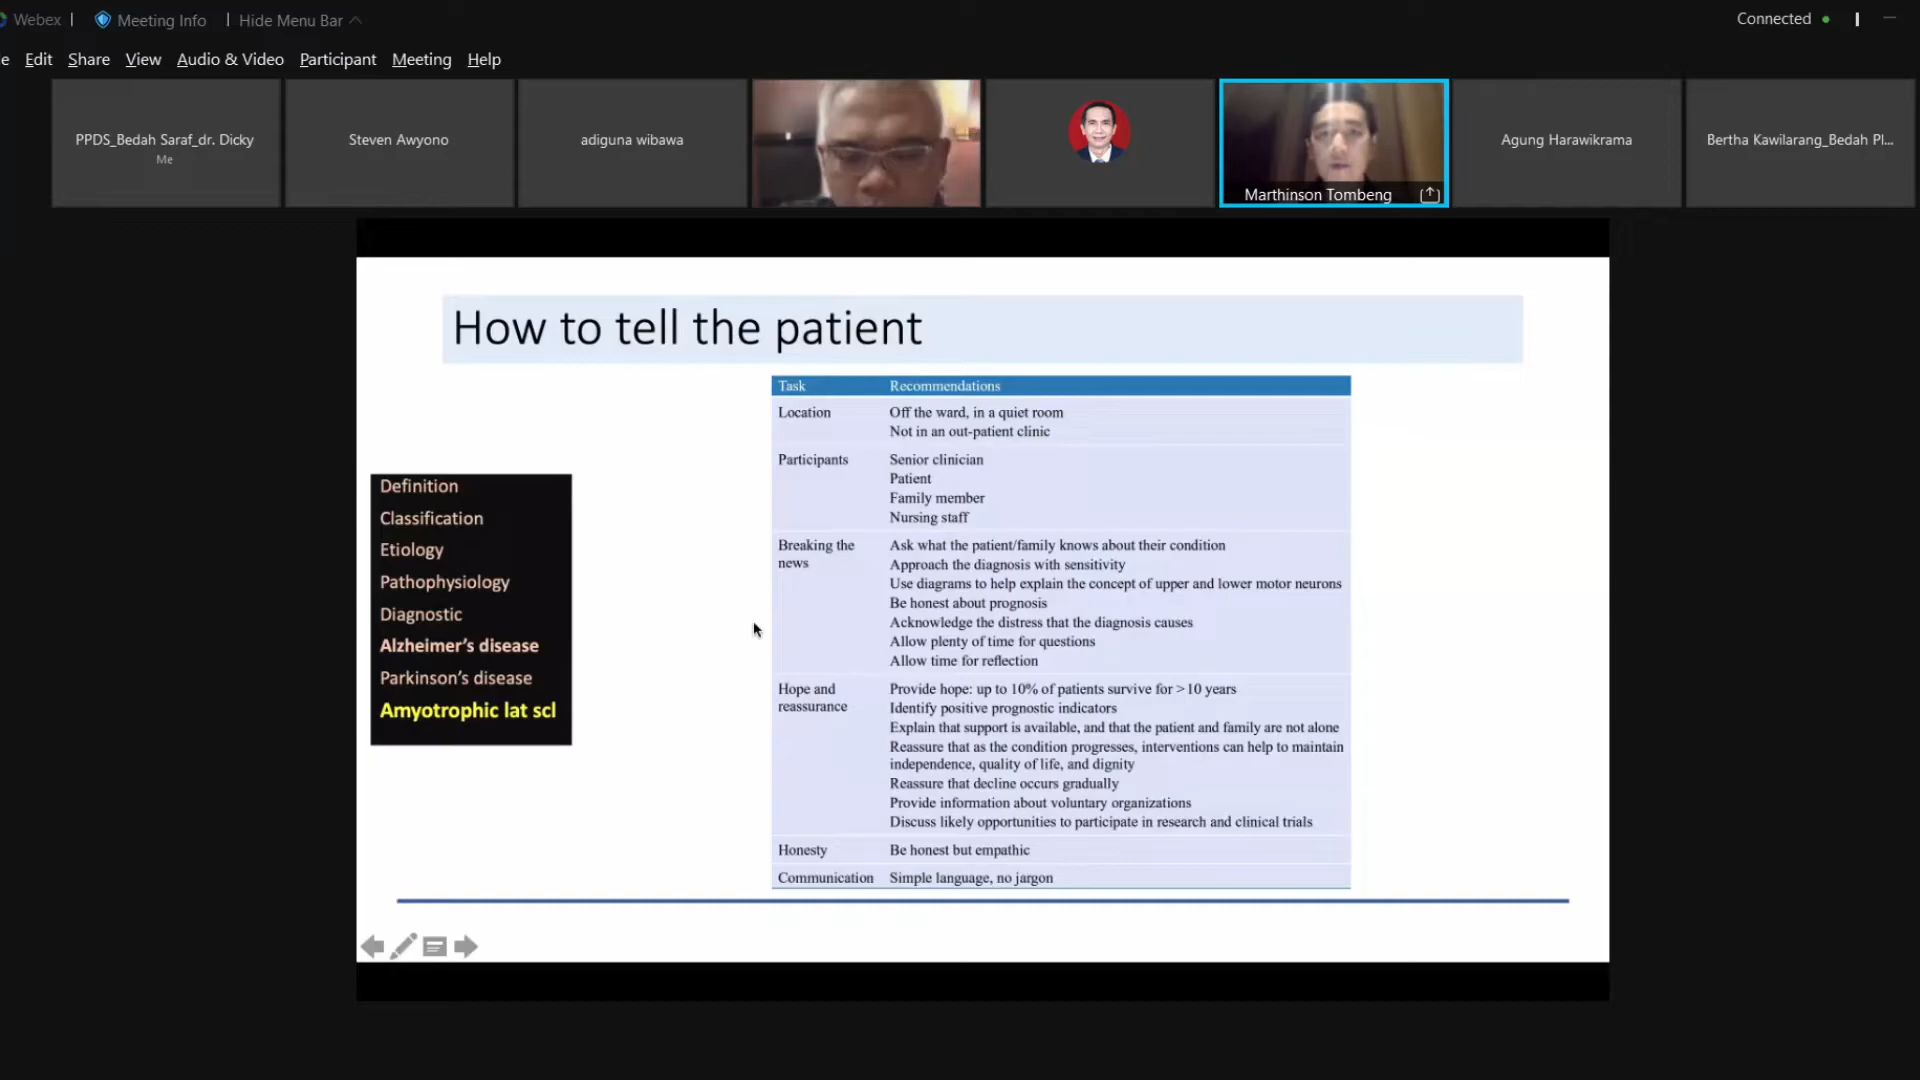 Webex
Meeting Info
Hide Menu Bar
Connected
e Edit Share View Audio & Video Participant Meeting Help
PPDS_Bedah Saraf_dr. Dicky
Me
Steven Awyono
adiguna wibawa
Marthinson Tombeng
Agung Harawikrama
Bertha Kawilarang_Bedah Pl...
How to tell the patient
Definition
Classification
Etiology
Pathophysiology
Diagnostic
Alzheimer's disease
Parkinson's disease
Amyotrophic lat scl
Task Recommendations
Location Off the ward, in a quiet room
Not in an out-patient clinic
Participants Senior clinician
Patient
Family member
Nursing staff
Breaking the news Ask what the patient/family knows about their condition
Approach the diagnosis with sensitivity
Use diagrams to help explain the concept of upper and lower motor neurons
Be honest about prognosis
Acknowledge the distress that the diagnosis causes
Allow plenty of time for questions
Allow time for reflection
Hope and reassurance Provide hope: up to 10% of patients survive for >10 years
Identify positive prognostic indicators
Explain that support is available, and that the patient and family are not alone
Reassure that as the condition progresses, interventions can help to maintain
independence, quality of life, and dignity
Reassure that decline occurs gradually
Provide information about voluntary organizations
Discuss likely opportunities to participate in research and clinical trials
Honesty Be honest but empathic
Communication Simple language, no jargon